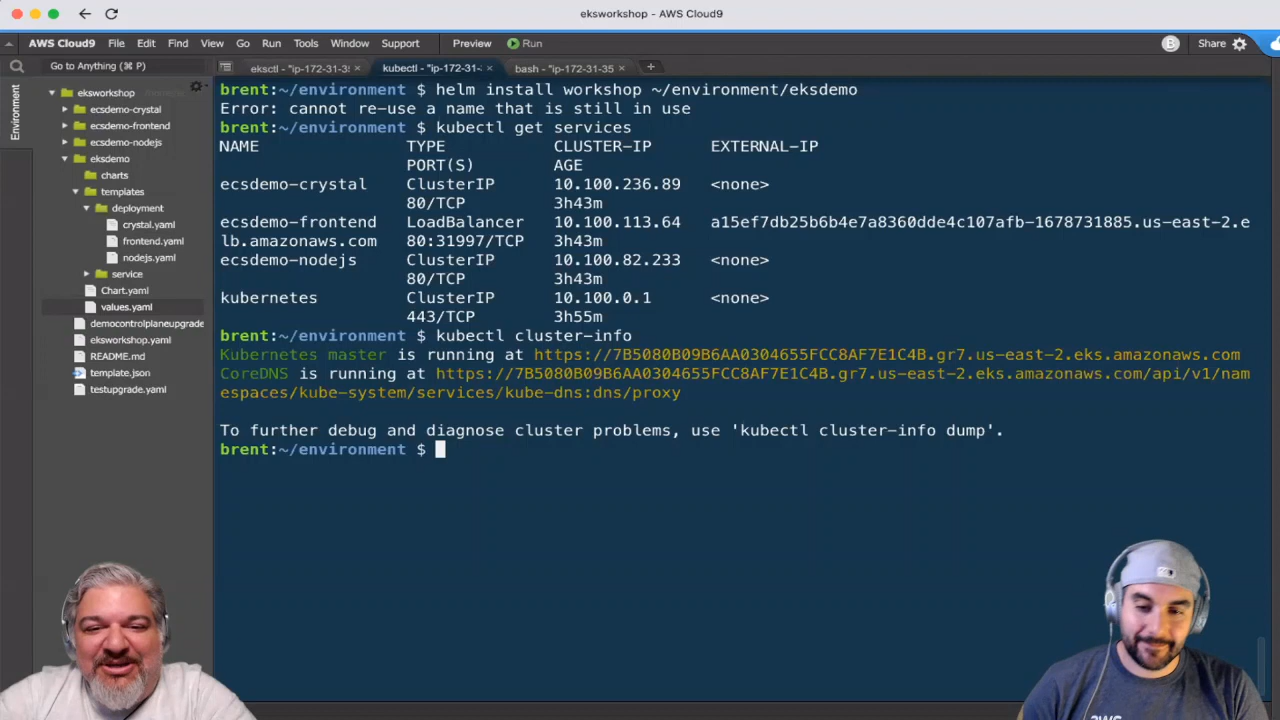 eksworkshop - AWS Cloud9
AWS Cloud9 File Edit Find View Go Run Tools Window Support Preview Run B Share
Go to Anything (⌘ P)
eksctl - "ip-172-31-35 × kubectl - "ip-172-31- × bash - "ip-172-31-35 ×
Environment
eksworkshop
ecsdemo-crystal
ecsdemo-frontend
ecsdemo-nodejs
eksdemo
charts
templates
deployment
crystal.yaml
frontend.yaml
nodejs.yaml
service
Chart.yaml
values.yaml
democontrolplaneupgrade
eksworkshop.yaml
README.md
template.json
testupgrade.yaml
brent:~/environment $ helm install workshop ~/environment/eksdemo
Error: cannot re-use a name that is still in use
brent:~/environment $ kubectl get services
NAME TYPE CLUSTER-IP EXTERNAL-IP
PORT(S) AGE
ecsdemo-crystal ClusterIP 10.100.236.89 <none>
80/TCP 3h43m
ecsdemo-frontend LoadBalancer 10.100.113.64 a15ef7db25b6b4e7a8360dde4c107afb-1678731885.us-east-2.e
lb.amazonaws.com 80:31997/TCP 3h43m
ecsdemo-nodejs ClusterIP 10.100.82.233 <none>
80/TCP 3h43m
kubernetes ClusterIP 10.100.0.1 <none>
443/TCP 3h55m
brent:~/environment $ kubectl cluster-info
Kubernetes master is running at https://7B5080B09B6AA0304655FCC8AF7E1C4B.gr7.us-east-2.eks.amazonaws.com
CoreDNS is running at https://7B5080B09B6AA0304655FCC8AF7E1C4B.gr7.us-east-2.eks.amazonaws.com/api/v1/nam
espaces/kube-system/services/kube-dns:dns/proxy
To further debug and diagnose cluster problems, use 'kubectl cluster-info dump'.
brent:~/environment $